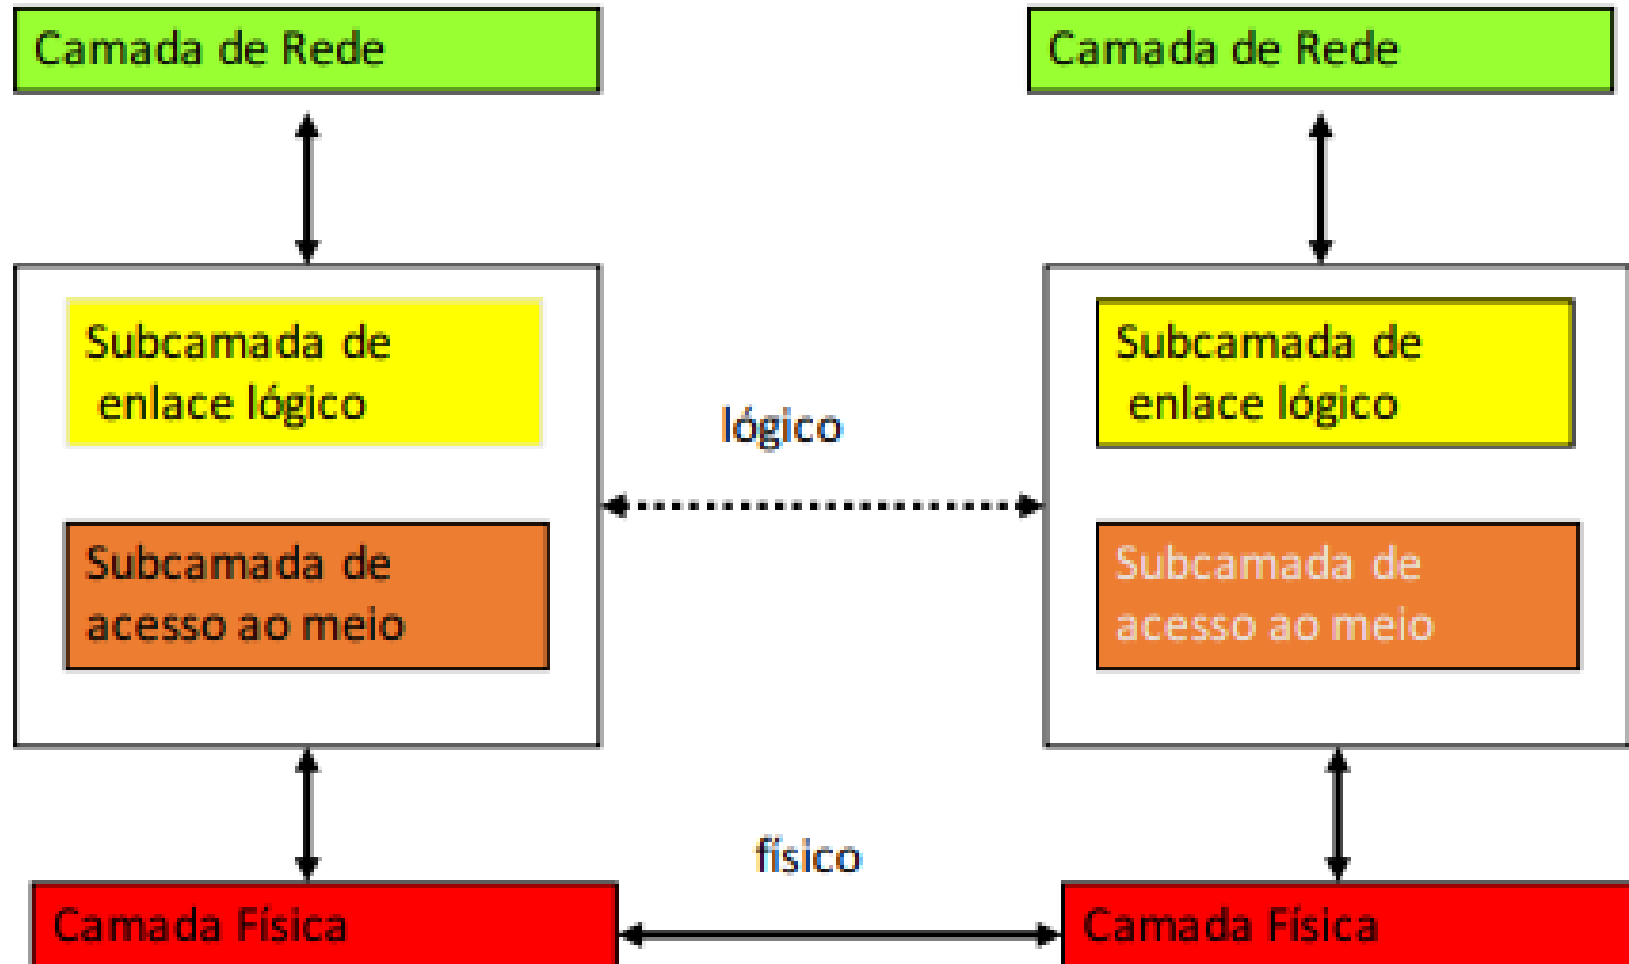 Camada de Rede
Camada de Rede
Subcamada de
enlace lógico
Subcamada de
enlace lógico
lógico
Subcamada de
acesso ao meio
Subcamada de
acesso ao meio
físico
Camada Física
Camada Física